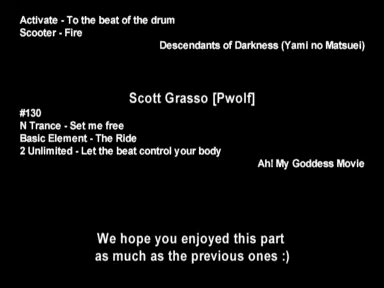 Activate - To the beat of the drum
Scooter - Fire
Descendants of Darkness (Yami no Matsuei)
Scott Grasso [Pwolf]
#130
N Trance - Set me free
Basic Element - The Ride
2 Unlimited - Let the beat control your body
Ah! My Goddess Movie
We hope you enjoyed this part
as much as the previous ones :)